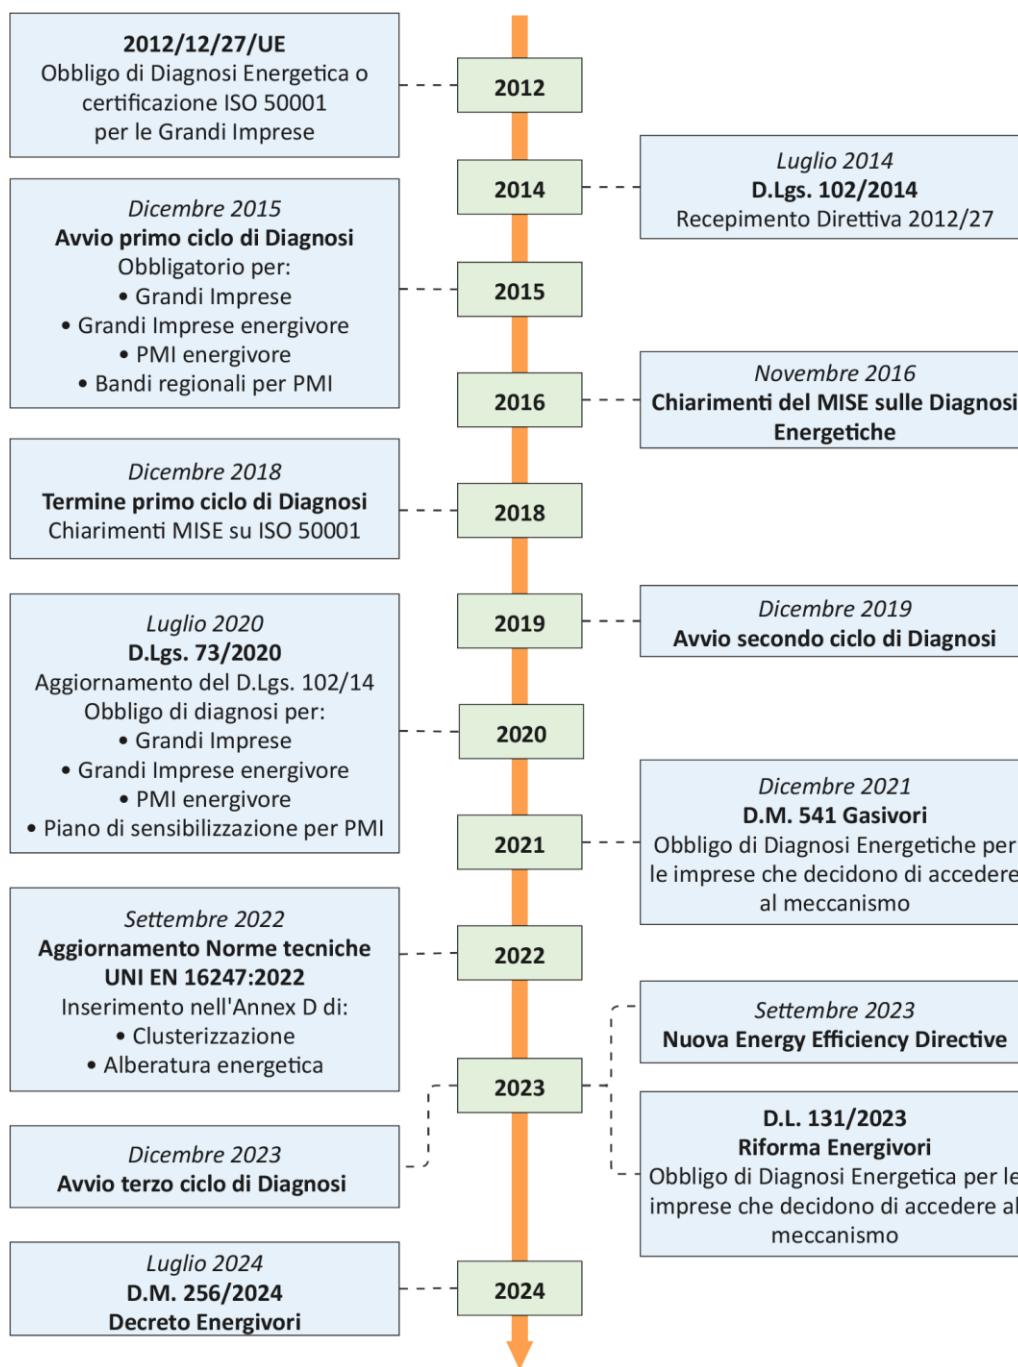 2012/12/27/UE
Obbligo di Diagnosi Energetica o
certificazione ISO 50001
per le Grandi Imprese
2012
2014
Luglio 2014
D.Lgs. 102/2014
Recepimento Direttiva 2012/27
Dicembre 2015
Avvio primo ciclo di Diagnosi
Obbligatorio per:
• Grandi Imprese
• Grandi Imprese energivore
• PMI energivore
• Bandi regionali per PMI
2015
2016
Novembre 2016
Chiarimenti del MISE sulle Diagnosi
Energetiche
Dicembre 2018
Termine primo ciclo di Diagnosi
Chiarimenti MISE su ISO 50001
2018
2019
Dicembre 2019
Avvio secondo ciclo di Diagnosi
Luglio 2020
D.Lgs. 73/2020
Aggiornamento del D.Lgs. 102/14
Obbligo di diagnosi per:
• Grandi Imprese
• Grandi Imprese energivore
• PMI energivore
• Piano di sensibilizzazione per PMI
2020
2021
Dicembre 2021
D.M. 541 Gasivori
Obbligo di Diagnosi Energetiche per
le imprese che decidono di accedere
al meccanismo
Settembre 2022
Aggiornamento Norme tecniche
UNI EN 16247:2022
Inserimento nell'Annex D di:
• Clusterizzazione
• Alberatura energetica
2022
2023
Settembre 2023
Nuova Energy Efficiency Directive
D.L. 131/2023
Riforma Energivori
Obbligo di Diagnosi Energetica per le
imprese che decidono di accedere al
meccanismo
Dicembre 2023
Avvio terzo ciclo di Diagnosi
Luglio 2024
D.M. 256/2024
Decreto Energivori
2024